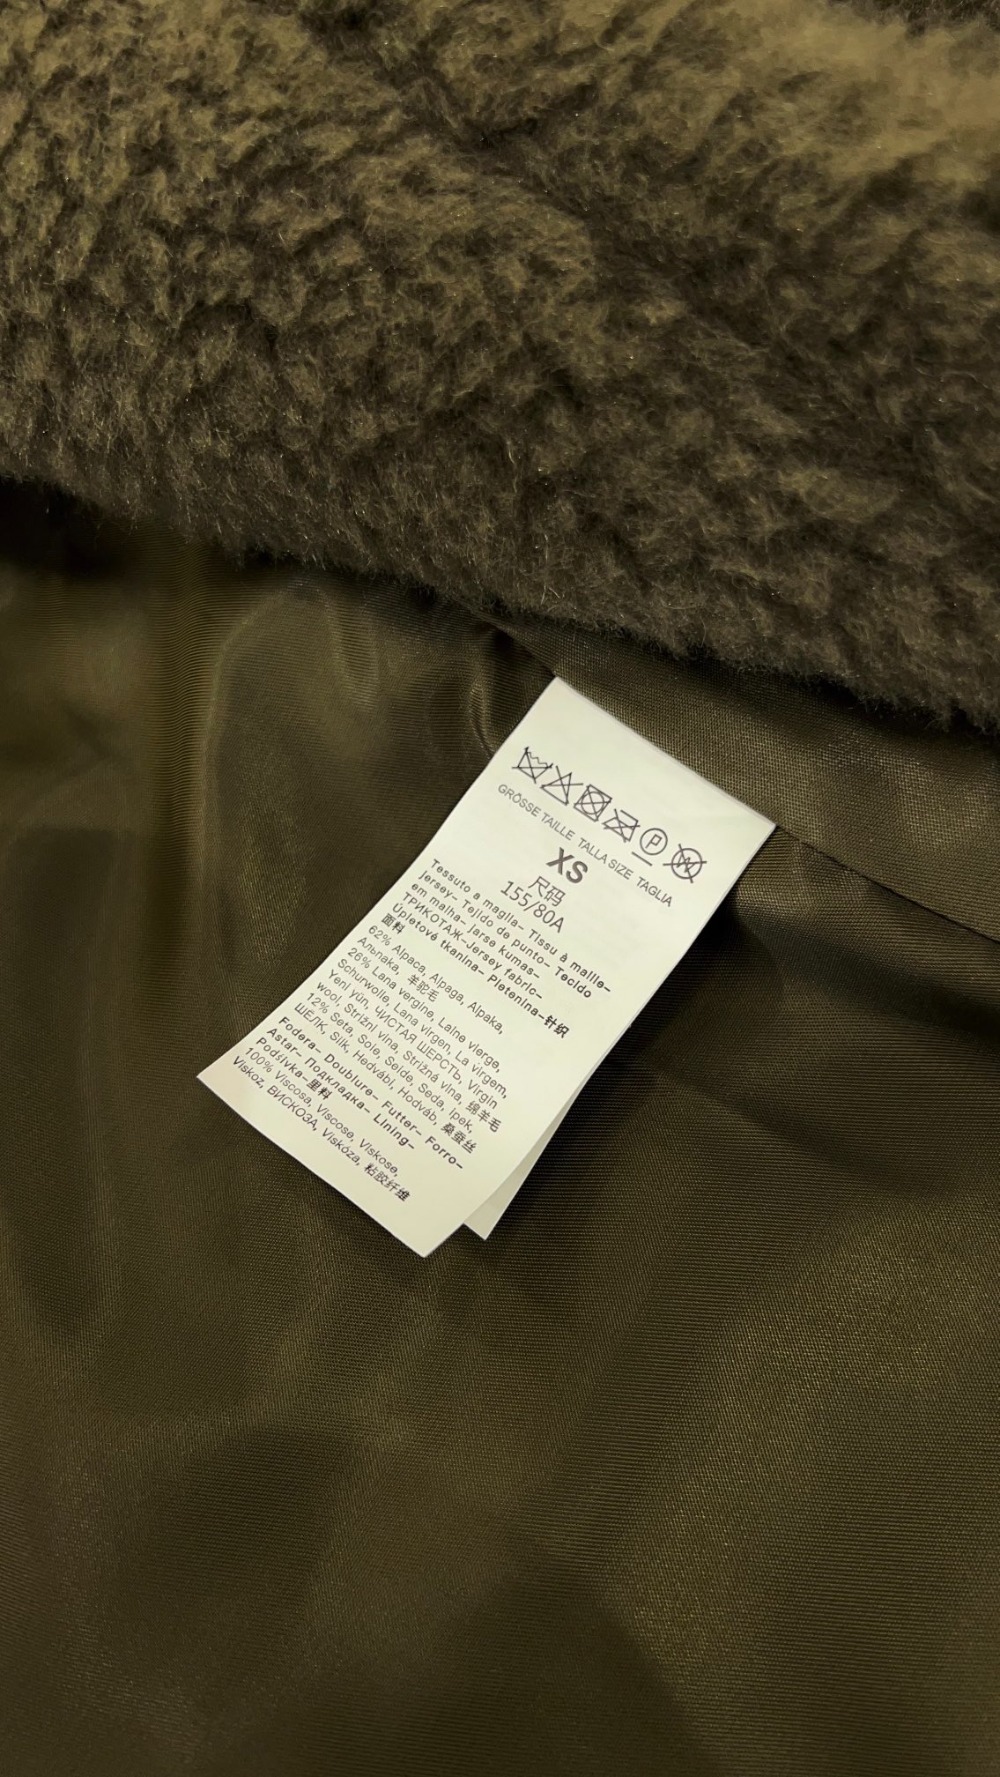 GRÖSSE TAILLE TALLA SIZE TAGLIA
XS
尺码
155/80A
Tessuto a maglia- Tissu à maille-
jersey- Tejido de punto- Tecido
em malha- jarse kumas-
ТРИКОТАЖ-Jersey fabric-
Úpletové tkanina- Pletenina-针织
面料
62% Alpaca, Alpaga, Alpaka,
Альпака, 羊驼毛
26% Lana vergine, Laine vierge,
Schurwolle, Lana virgen, La virgem,
Yeni yün, ЧИСТАЯ ШЕРСТЬ, Virgin
wool, Strižní vlna, Strižná vlna, 绵羊毛
12% Seta, Soie, Seide, Seda, Ipek,
ШЕЛК, Silk, Hedvábí, Hodváb, 桑蚕丝
Fodera- Doublure- Futter- Forro-
Astar- Подкладка- Lining-
Podšívka-里料
100% Viscosa, Viscose, Viskose,
Viskoz, ВИСКОЗА, Viskóza, 粘胶纤维